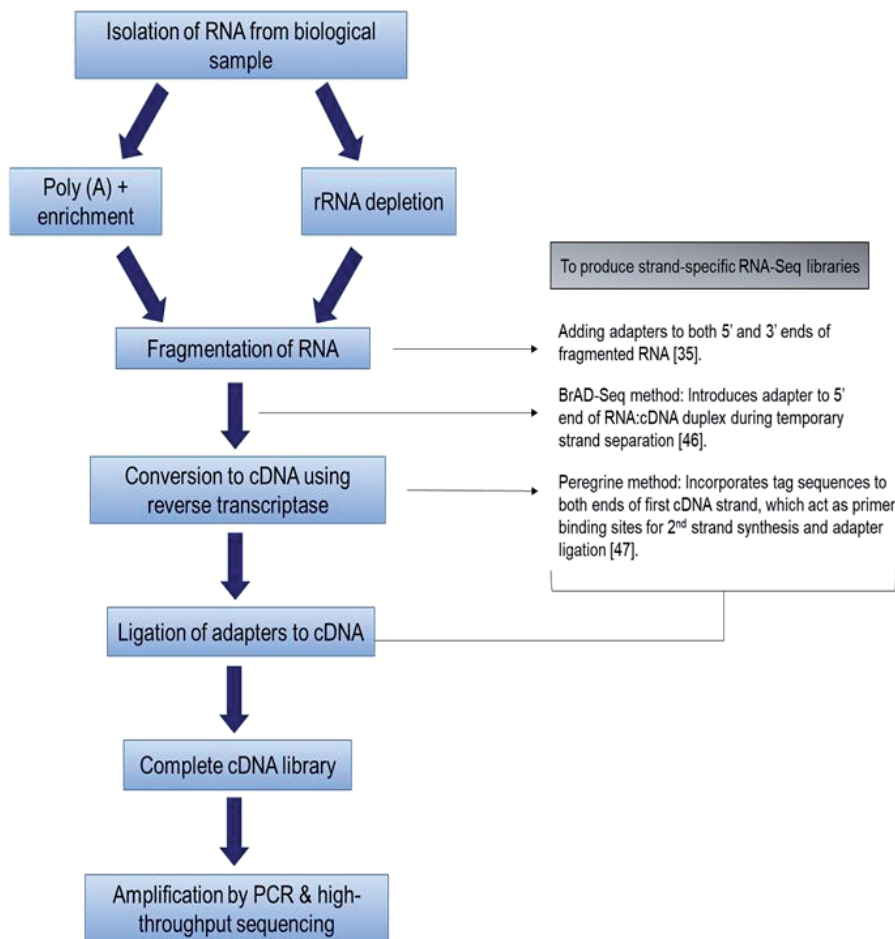 Isolation of RNA from biological
sample
Poly (A) +
enrichment
rRNA depletion
Fragmentation of RNA
Conversion to cDNA using
reverse transcriptase
Ligation of adapters to cDNA
Complete cDNA library
Amplification by PCR & high-
throughput sequencing
To produce strand-specific RNA-Seq libraries
Adding adapters to both 5’ and 3’ ends of
fragmented RNA [35].
BrAD-Seq method: Introduces adapter to 5’
end of RNA:cDNA duplex during temporary
strand separation [46].
Peregrine method: Incorporates tag sequences to
both ends of first cDNA strand, which act as primer
binding sites for 2nd strand synthesis and adapter
ligation [47].